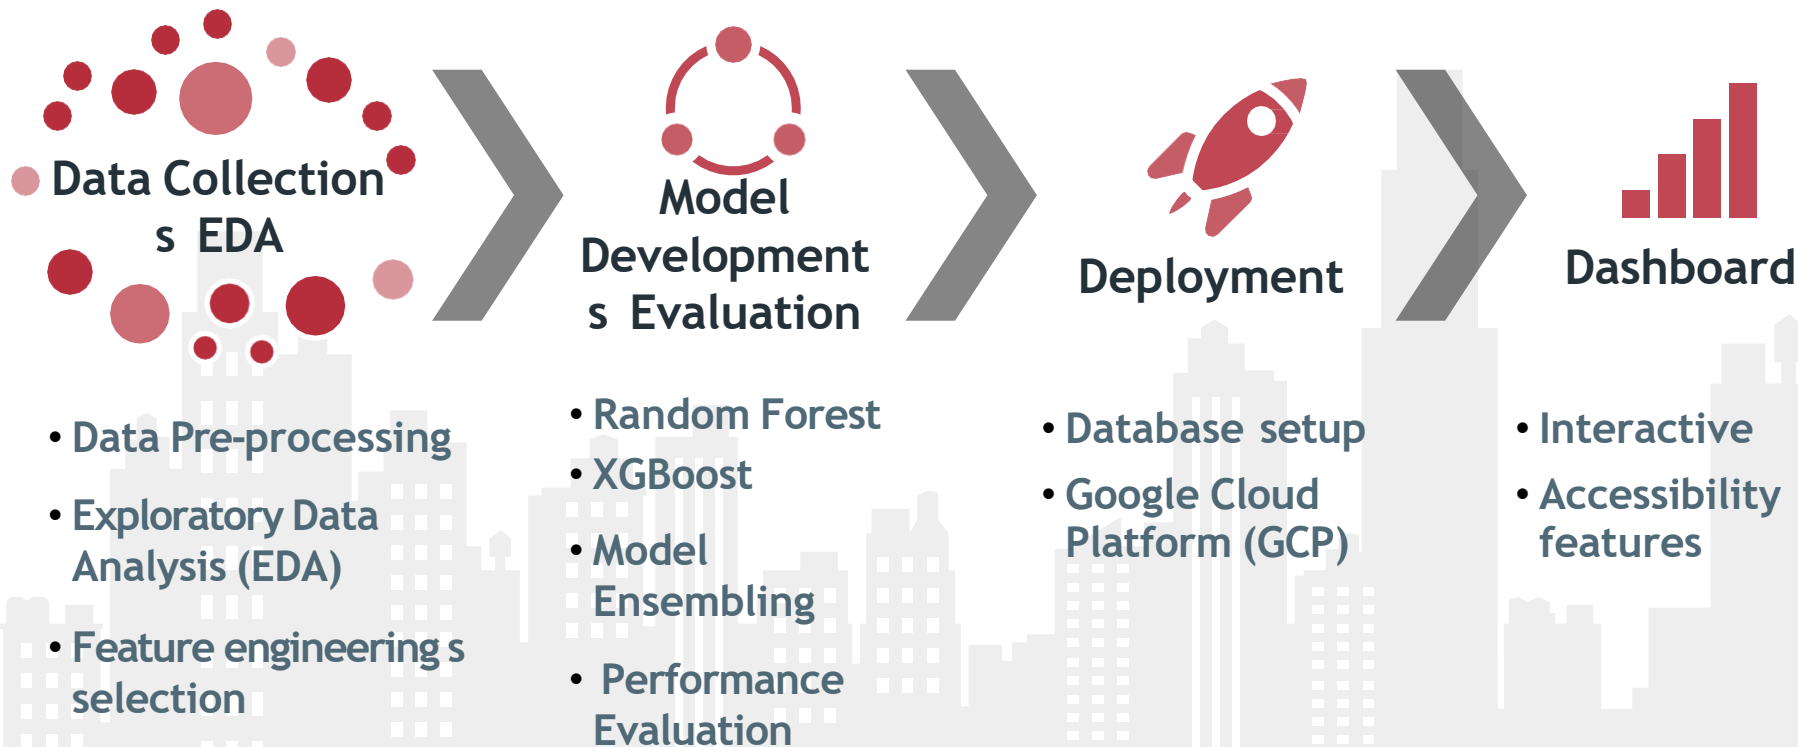 Data Collection
s EDA
• Data Pre-processing
• Exploratory Data
Analysis (EDA)
• Feature engineering s
selection
Model
Development
s Evaluation
• Random Forest
• XGBoost
• Model
Ensembling
• Performance
Evaluation
Deployment
• Database setup
• Google Cloud
Platform (GCP)
Dashboard
• Interactive
• Accessibility
features